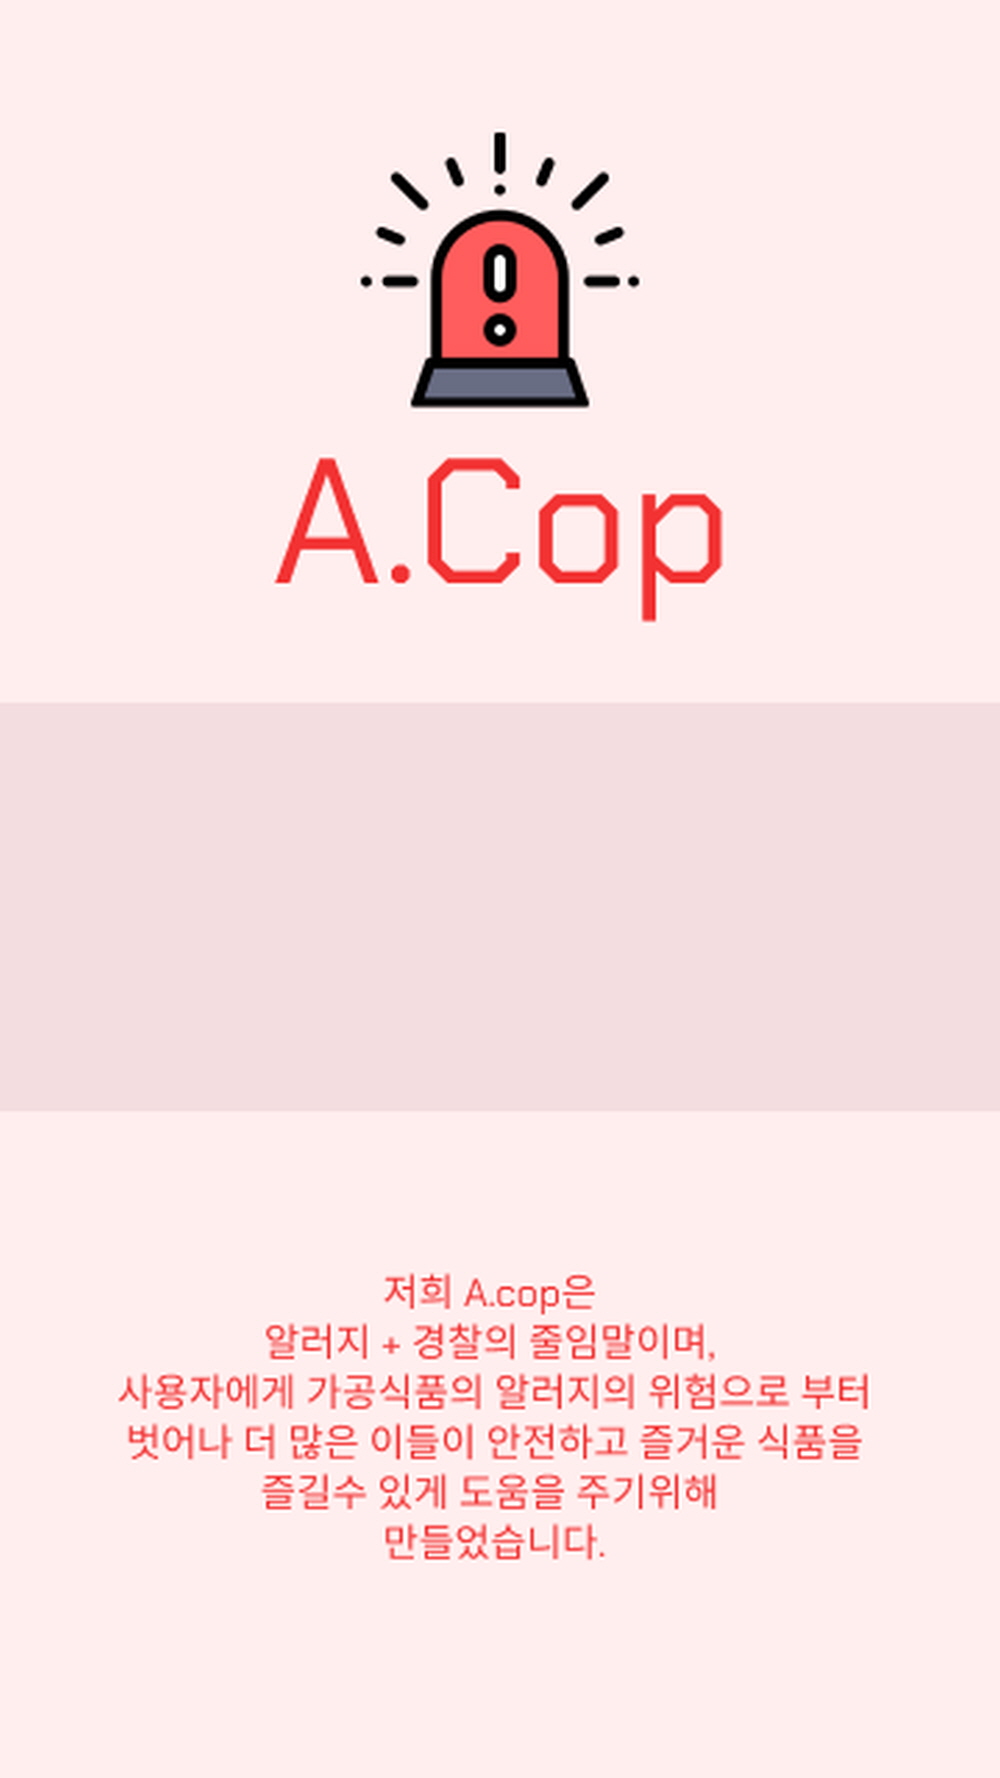 A.Cop
저희 A.cop은
알러지 + 경찰의 줄임말이며,
사용자에게 가공식품의 알러지의 위험으로 부터
벗어나 더 많은 이들이 안전하고 즐거운 식품을
즐길수 있게 도움을 주기위해
만들었습니다.